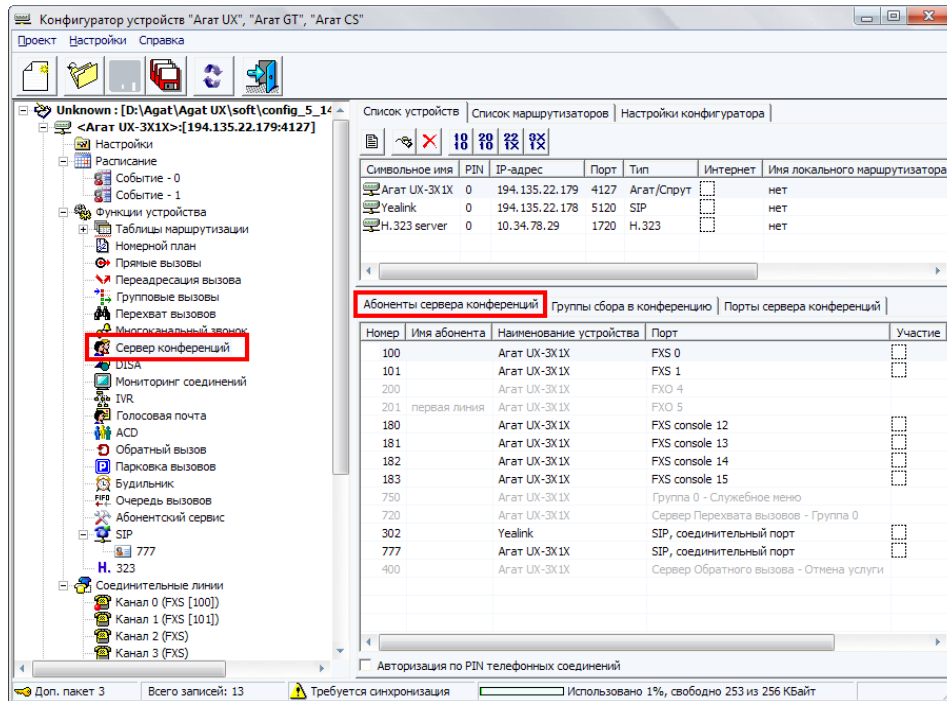 Конфигуратор устройств "Агат UX", "Агат GT", "Агат CS"
Проект Настройки Справка
Unknown : [D:\Agat\Agat UX\soft\config_5_14
<Агат UX-3X1X>:[194.135.22.179:4127]
Настройки
Расписание
Событие - 0
Событие - 1
Функции устройства
Таблицы маршрутизации
Номерной план
Прямые вызовы
Переадресация вызова
Групповые вызовы
Перехват вызовов
Многоканальный звонок
Сервер конференций
DISA
Мониторинг соединений
IVR
Голосовая почта
ACD
Обратный вызов
Парковка вызовов
Будильник
Очередь вызовов
Абонентский сервис
SIP
777
H. 323
Соединительные линии
Канал 0 (FXS [100])
Канал 1 (FXS [101])
Канал 2 (FXS)
Канал 3 (FXS)
Список устройств Список маршрутизаторов Настройки конфигуратора
Символьное имя PIN IP-адрес Порт Тип Интернет Имя локального маршрутизатора
Агат UX-3X1X 0 194.135.22.179 4127 Агат/Спрут нет
Yealink 0 194.135.22.178 5120 SIP нет
H.323 server 0 10.34.78.29 1720 H.323 нет
Абоненты сервера конференций Группы сбора в конференцию Порты сервера конференций
Номер Имя абонента Наименование устройства Порт Участие
100 Агат UX-3X1X FXS 0
101 Агат UX-3X1X FXS 1
200 Агат UX-3X1X FXO 4
201 первая линия Агат UX-3X1X FXO 5
180 Агат UX-3X1X FXS console 12
181 Агат UX-3X1X FXS console 13
182 Агат UX-3X1X FXS console 14
183 Агат UX-3X1X FXS console 15
750 Агат UX-3X1X Группа 0 - Служебное меню
720 Агат UX-3X1X Сервер Перехвата вызовов - Группа 0
302 Yealink SIP, соединительный порт
777 Агат UX-3X1X SIP, соединительный порт
400 Агат UX-3X1X Сервер Обратного вызова - Отмена услуги
Авторизация по PIN телефонных соединений
Доп. пакет 3 Всего записей: 13 Требуется синхронизация Использовано 1%, свободно 253 из 256 КБайт